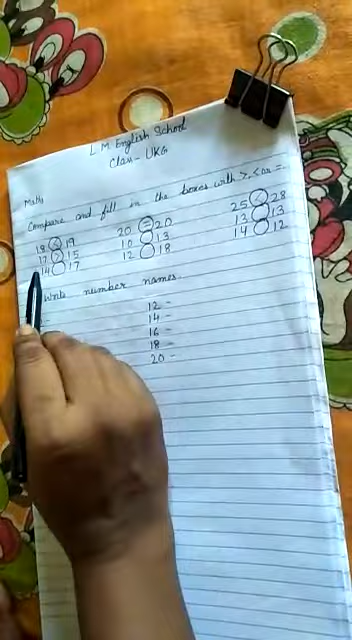 L.M. English School
Class- UKG
Maths
Compare and fill in the boxes with >, < or =
18 < 19 20 = 20 25 < 28
17 > 15 10 13 13 13
14 17 12 18 14 12
Write number names
12 -
14 -
16 -
18 -
20 -